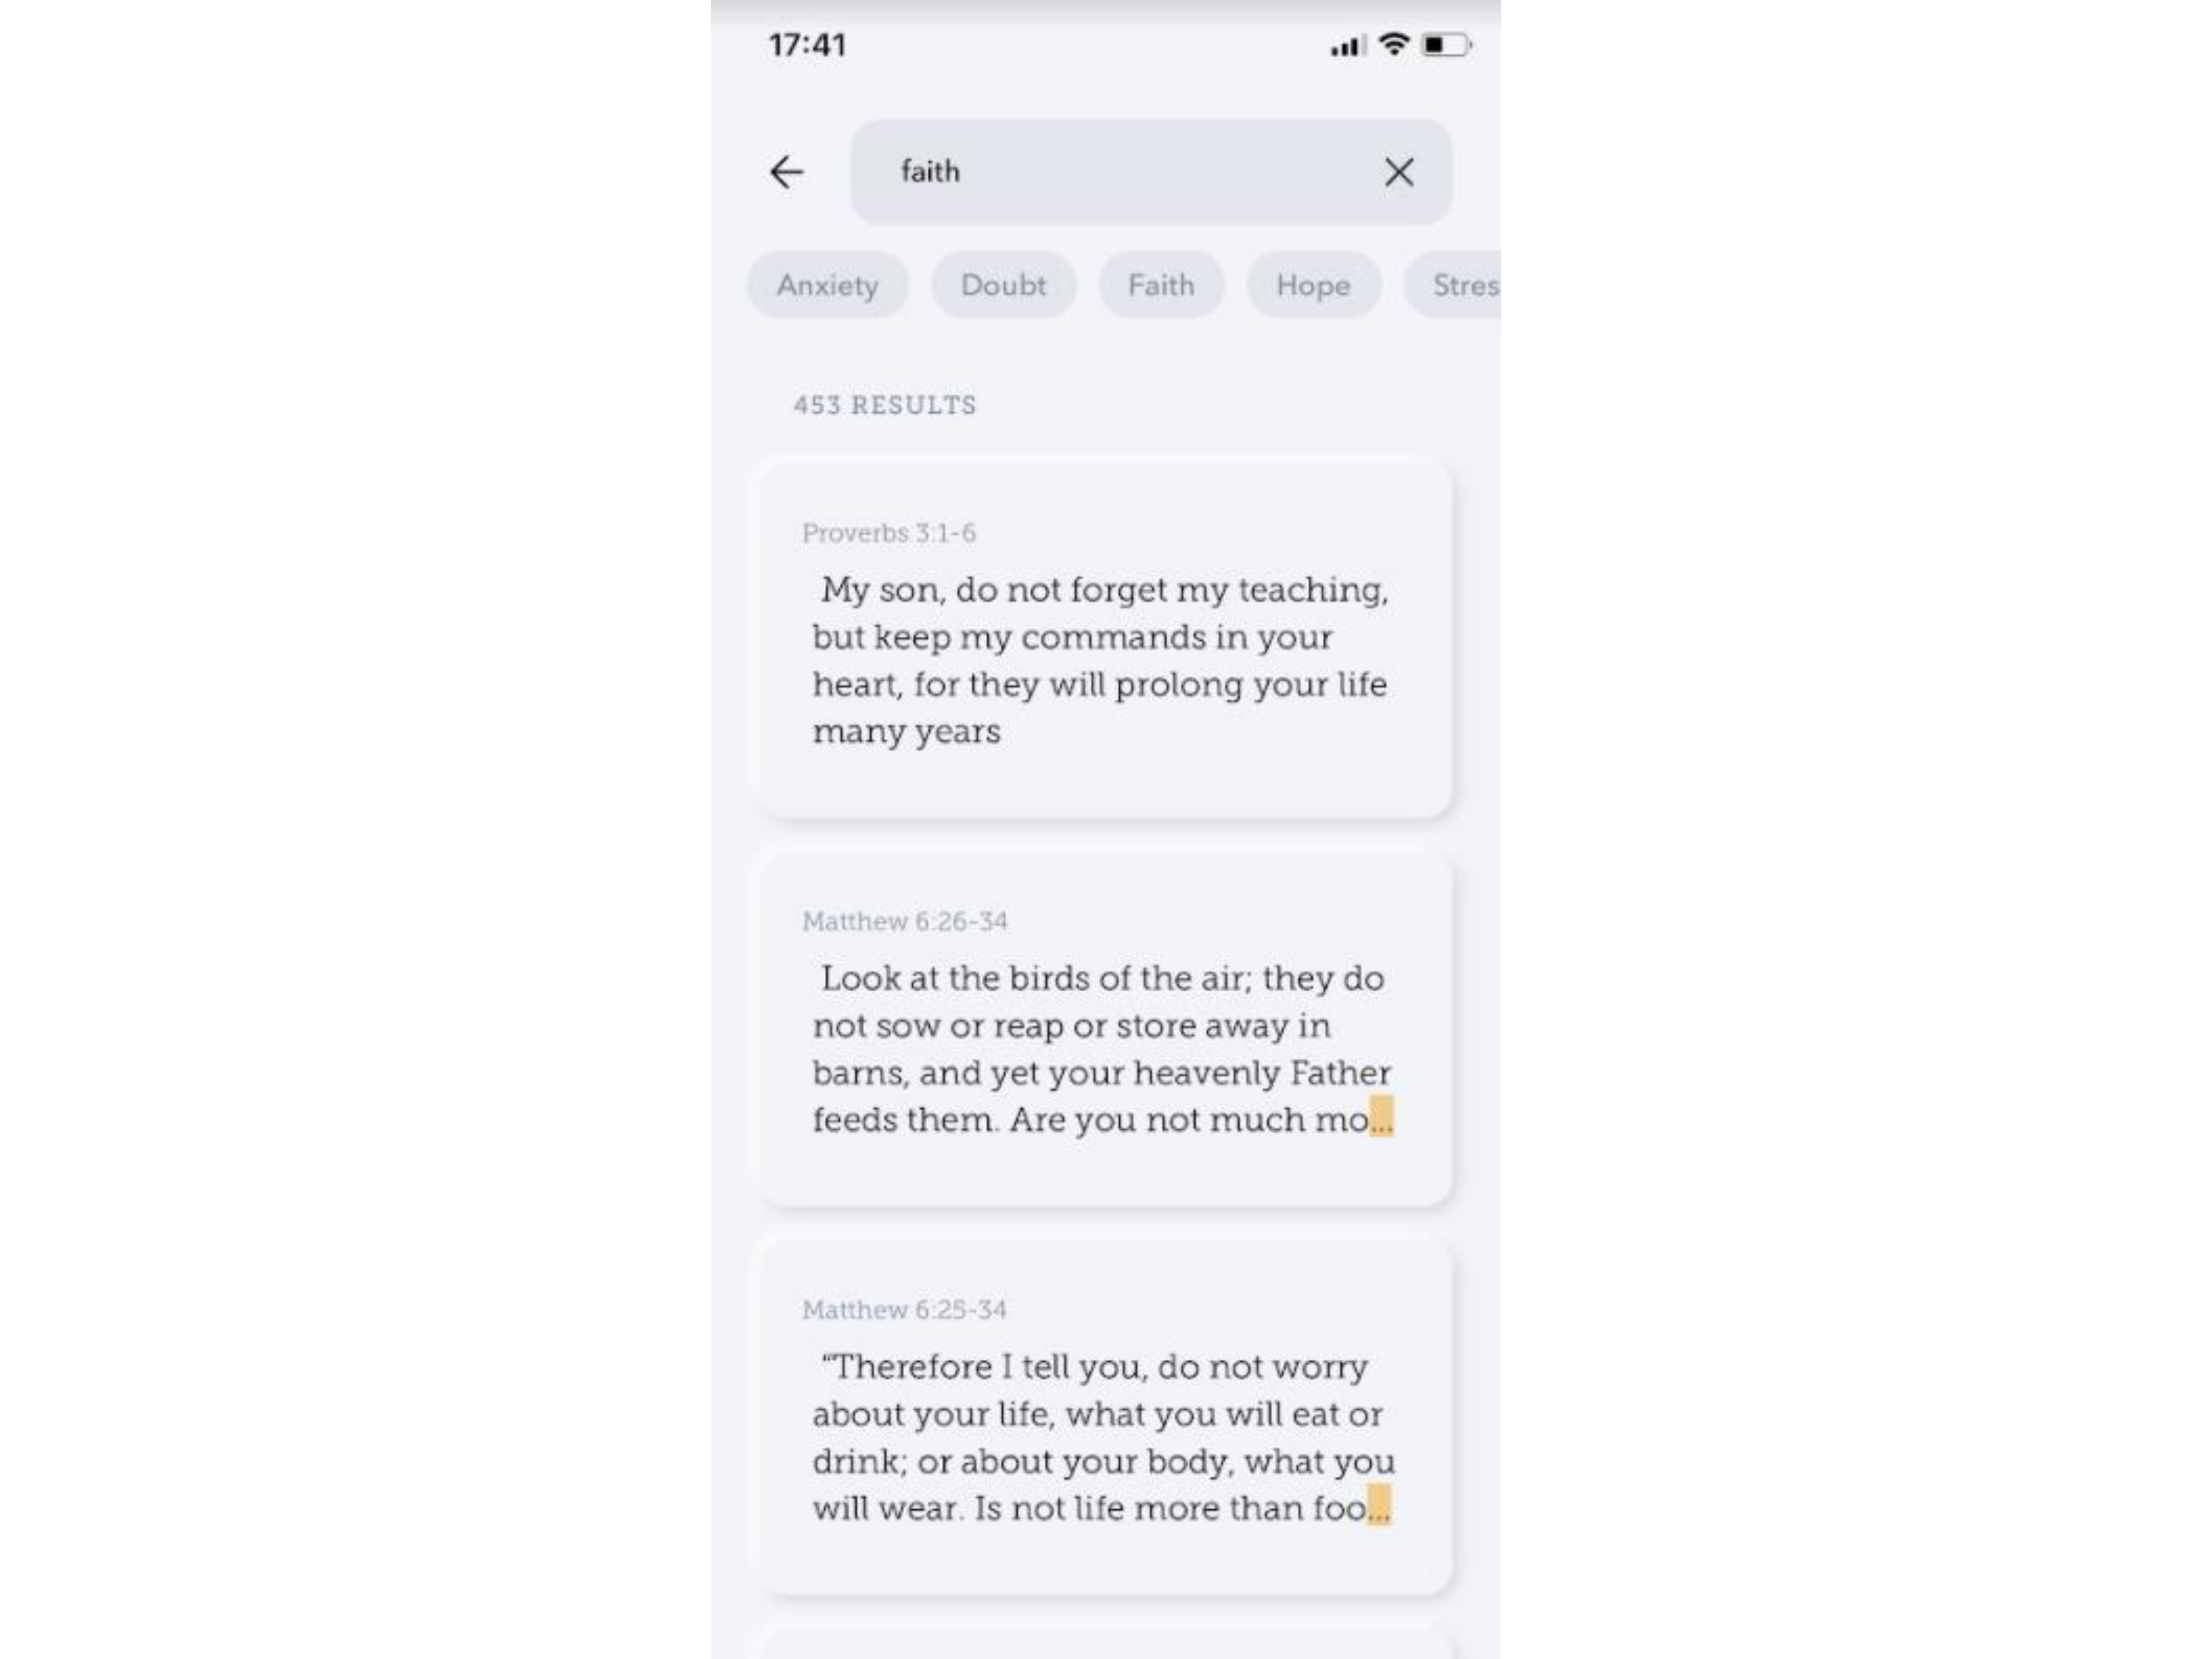 17:41
faith
Anxiety Doubt Faith Hope Stres
453 RESULTS
Proverbs 3:1-6
My son, do not forget my teaching,
but keep my commands in your
heart, for they will prolong your life
many years
Matthew 6:26-34
Look at the birds of the air; they do
not sow or reap or store away in
barns, and yet your heavenly Father
feeds them. Are you not much mo...
Matthew 6:25-34
“Therefore I tell you, do not worry
about your life, what you will eat or
drink; or about your body, what you
will wear. Is not life more than foo...